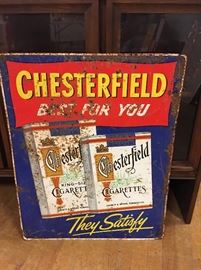 CHESTERFIELD
BEST FOR YOU
Chesterfield
KING-SIZE
CIGARETTES
Chesterfield
CIGARETTES
They Satisfy